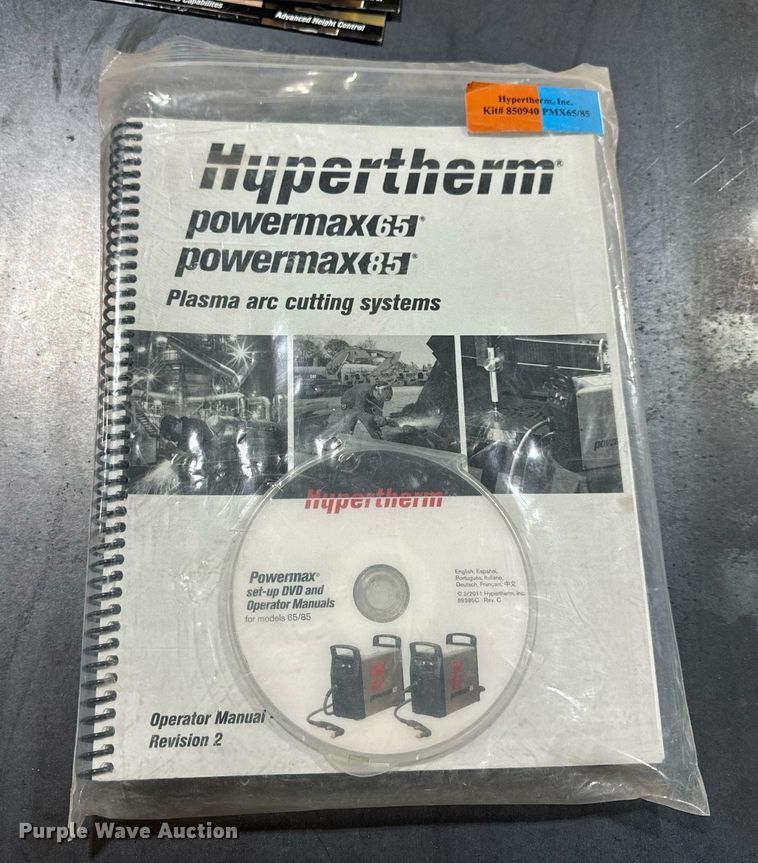 Capabilites
Advanced Height Control
Hypertherm, Inc.
Kit# 850940 PMX65/85
Hypertherm®
powermax65®
powermax85®
Plasma arc cutting systems
Hypertherm
Powermax®
set-up DVD and
Operator Manuals
for models 65/85
English, Español,
Português, Italiano,
Deutsch, Français, 中文
© 3/2011 Hypertherm, Inc.
Rev. C
Operator Manual -
Revision 2
Purple Wave Auction